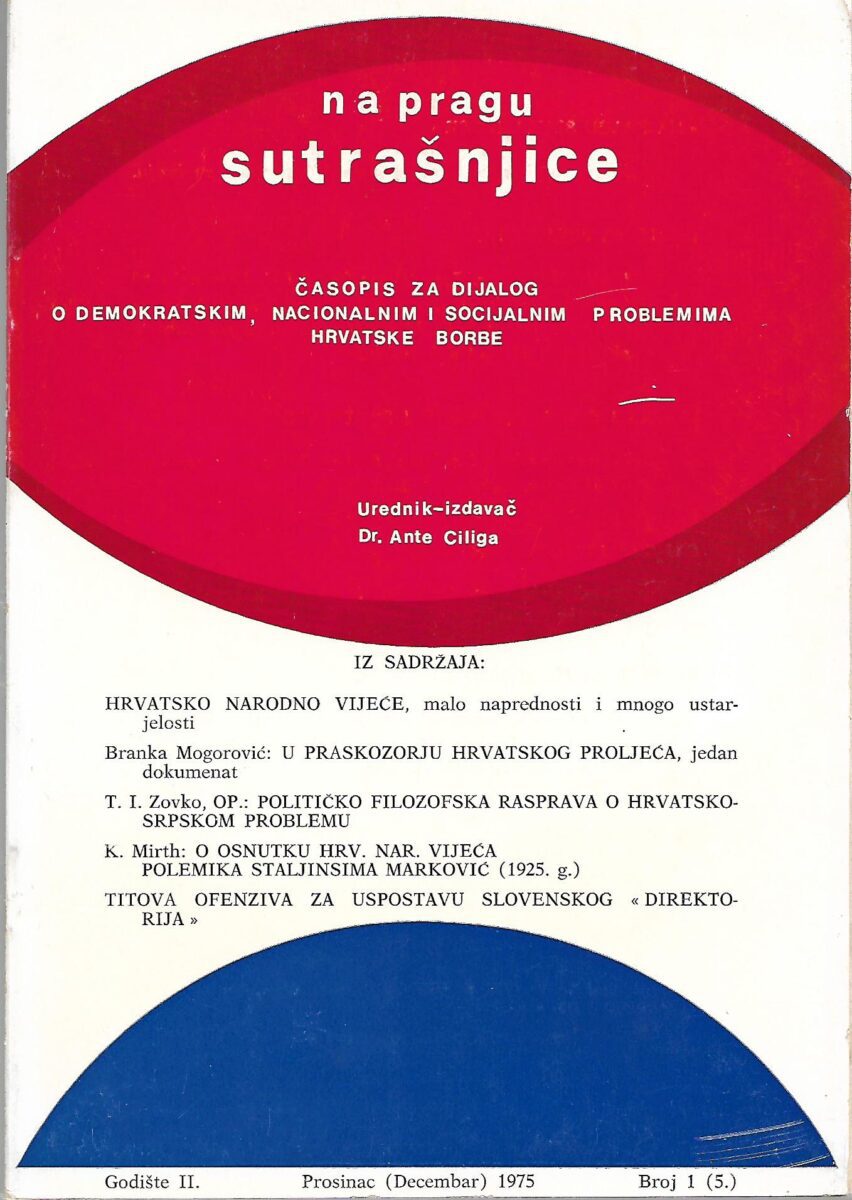 na pragu
sutrašnjice
ČASOPIS ZA DIJALOG
O DEMOKRATSKIM, NACIONALNIM I SOCIJALNIM PROBLEMIMA
HRVATSKE BORBE
Urednik-izdavač
Dr. Ante Ciliga
IZ SADRŽAJA:
HRVATSKO NARODNO VIJEĆE, malo naprednosti i mnogo ustar-
jelosti
Branka Mogorović: U PRASKOZORJU HRVATSKOG PROLJEĆA, jedan
dokumenat
T. I. Zovko, OP.: POLITIČKO FILOZOFSKA RASPRAVA O HRVATSKO-
SRPSKOM PROBLEMU
K. Mirth: O OSNUTKU HRV. NAR. VIJEĆA
POLEMIKA STALJINSIMA MARKOVIĆ (1925. g.)
TITOVA OFENZIVA ZA USPOSTAVU SLOVENSKOG «DIREKTO-
RIJA»
Godište II. Prosinac (Decembar) 1975 Broj 1 (5.)